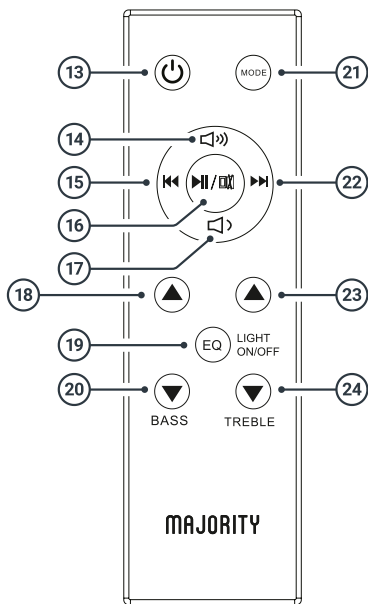 13
21
MODE
14
15
22
16
17
18
23
19
EQ
LIGHT
ON/OFF
20
24
BASS
TREBLE
MAJORITY